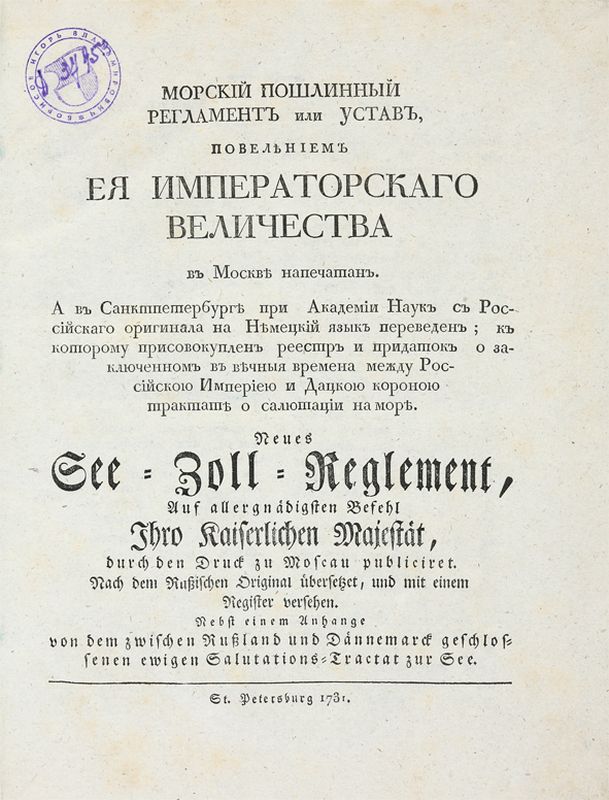 БОРИСОВ ИГОРЬ ВЛАДИМИРОВИЧ
3415
МОРСКІЙ ПОШЛИННЫЙ
РЕГЛАМЕНТЪ или УСТАВЪ,
ПОВЕЛѢНІЕМЪ
ЕЯ ИМПЕРАТОРСКАГО
ВЕЛИЧЕСТВА
въ Москвѣ напечатанъ.
А въ Санктпетербургѣ при Академіи Наукъ съ Рос-
сійскаго оригинала на Нѣмецкій языкъ переведенъ; къ
которому присовокупленъ реестръ и придатокъ о за-
ключенномъ въ вѣчныя времена между Рос-
сійскою Имперіею и Дацкою короною
трактатѣ о салютаціи на морѣ.
Neues
See - Zoll - Reglement,
Auf allergnädigsten Befehl
Ihro Kaiserlichen Majestät,
durch den Druck zu Moscau publiciret.
Nach dem Rußischen Original übersetzet, und mit einem
Register versehen.
Nebst einem Anhange
von dem zwischen Rußland und Dännemarck geschlos-
senen ewigen Salutations-Tractat zur See.
St. Petersburg 1731.